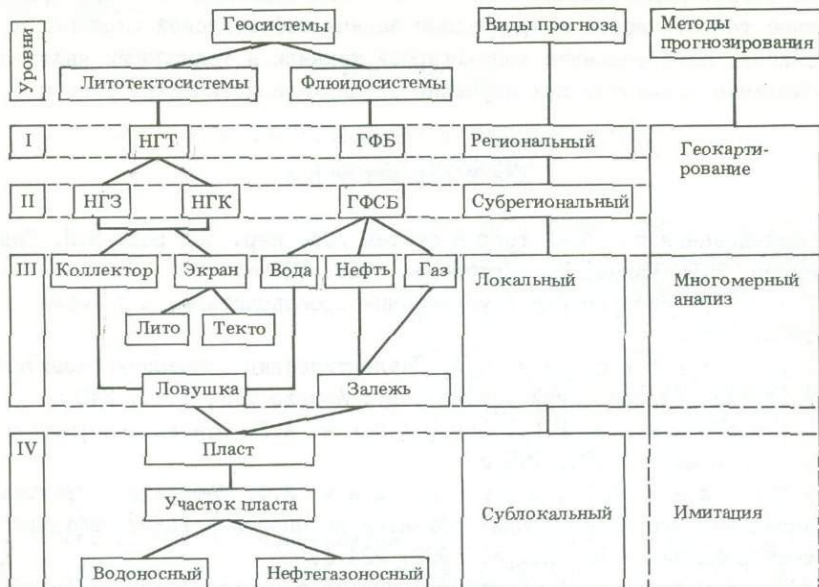 Геосистемы
Виды прогноза
Методы
прогнозирования
Уровни
Литотектосистемы
Флюидосистемы
I
НГТ
ГФБ
Региональный
Геокарти-
рование
II
НГЗ
НГК
ГФСБ
Субрегиональный
III
Коллектор
Экран
Вода
Нефть
Газ
Локальный
Многомерный
анализ
Лито
Текто
Ловушка
Залежь
IV
Пласт
Участок пласта
Сублокальный
Имитация
Водоносный
Нефтегазоносный